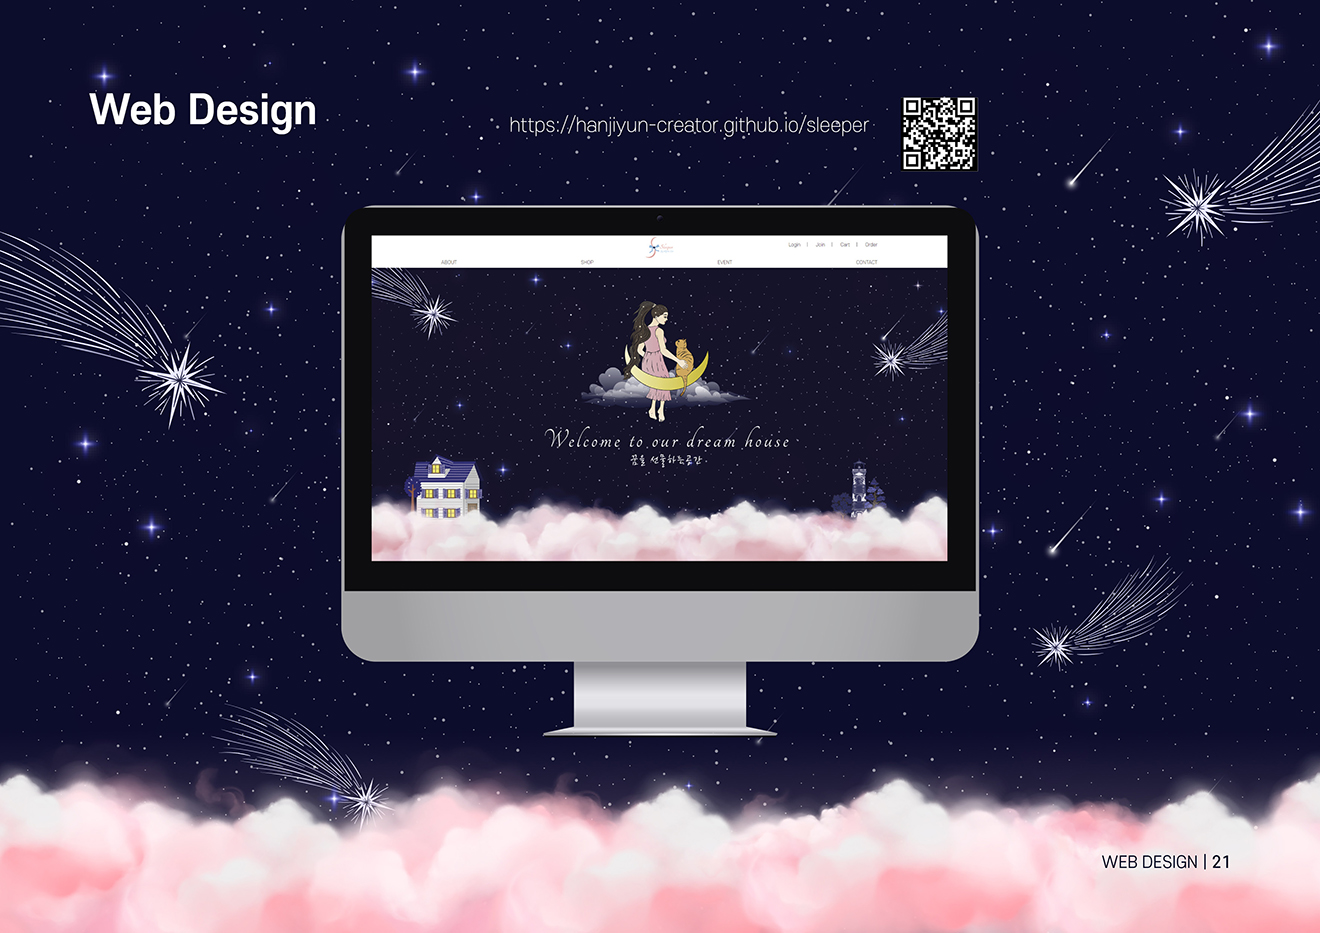 Web Design
https://hanjiyun-creator.github.io/sleeper
Login | Join | Cart | Order
ABOUT SHOP EVENT CONTACT
Welcome to our dream house
꿈을 선물하는공간
WEB DESIGN | 21